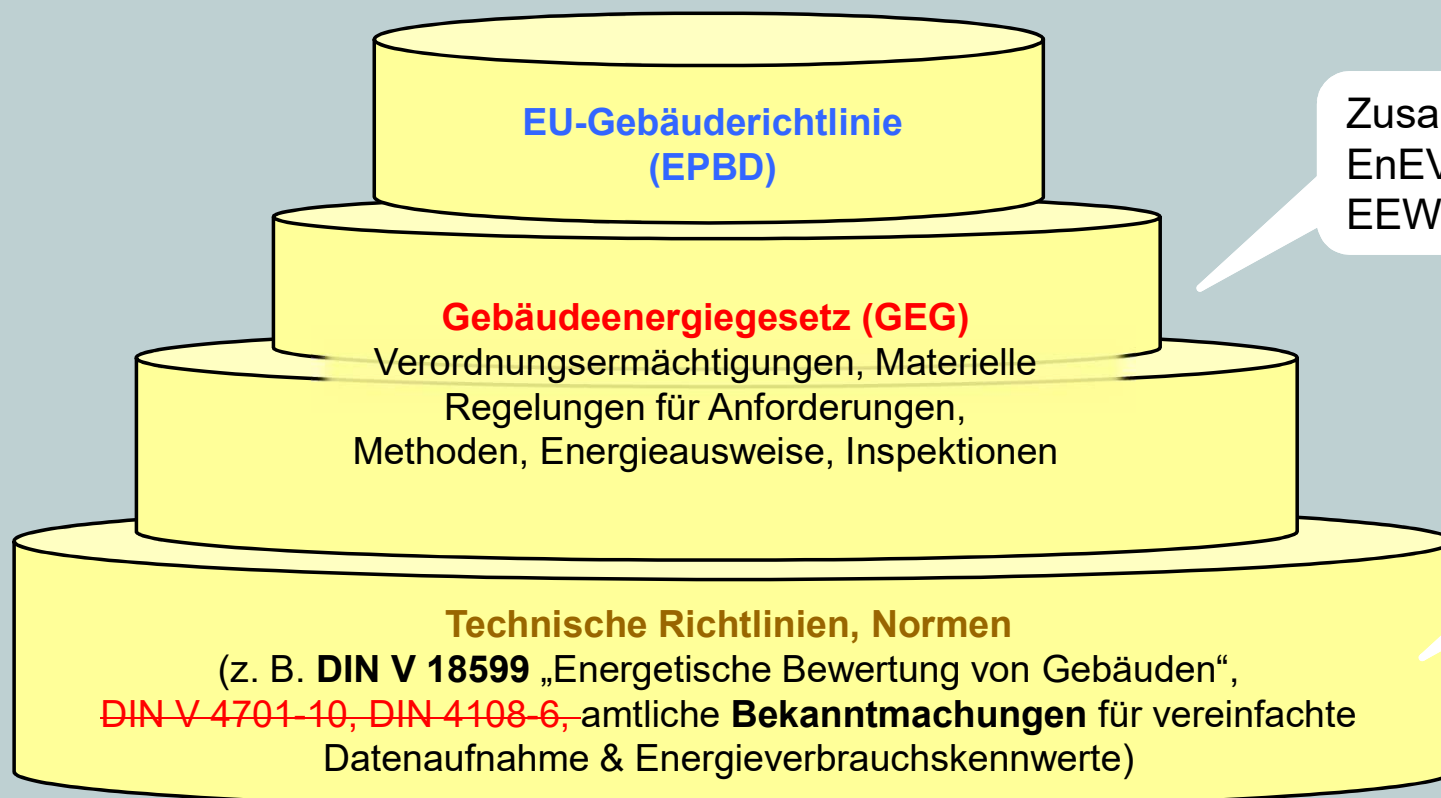 EU-Gebäuderichtlinie
(EPBD)
Zusa
EnEV
EEW
Gebäudeenergiegesetz (GEG)
Verordnungsermächtigungen, Materielle
Regelungen für Anforderungen,
Methoden, Energieausweise, Inspektionen
Technische Richtlinien, Normen
(z. B. DIN V 18599 „Energetische Bewertung von Gebäuden“,
DIN V 4701-10, DIN 4108-6, amtliche Bekanntmachungen für vereinfachte
Datenaufnahme & Energieverbrauchskennwerte)